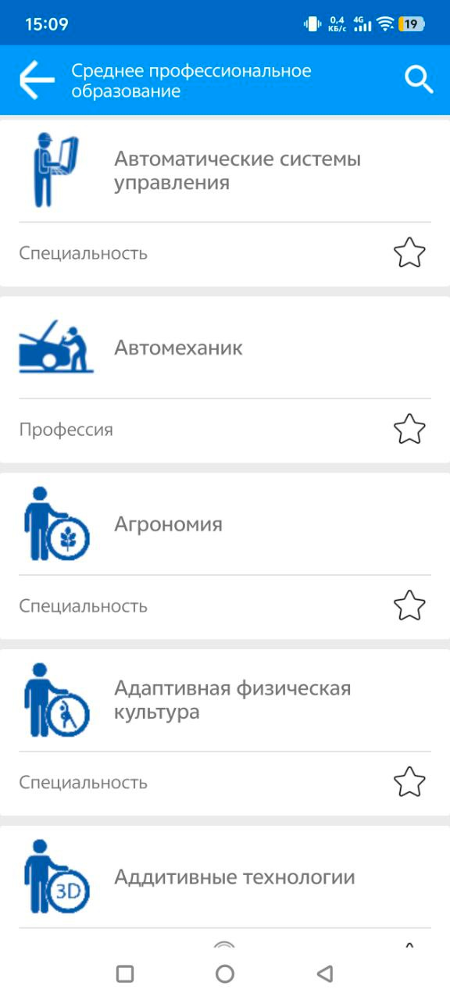 15:09
0,4
КБ/с
4G
19
Среднее профессиональное
образование
Автоматические системы
управления
Специальность
Автомеханик
Профессия
Агрономия
Специальность
Адаптивная физическая
культура
Специальность
Аддитивные технологии
3D